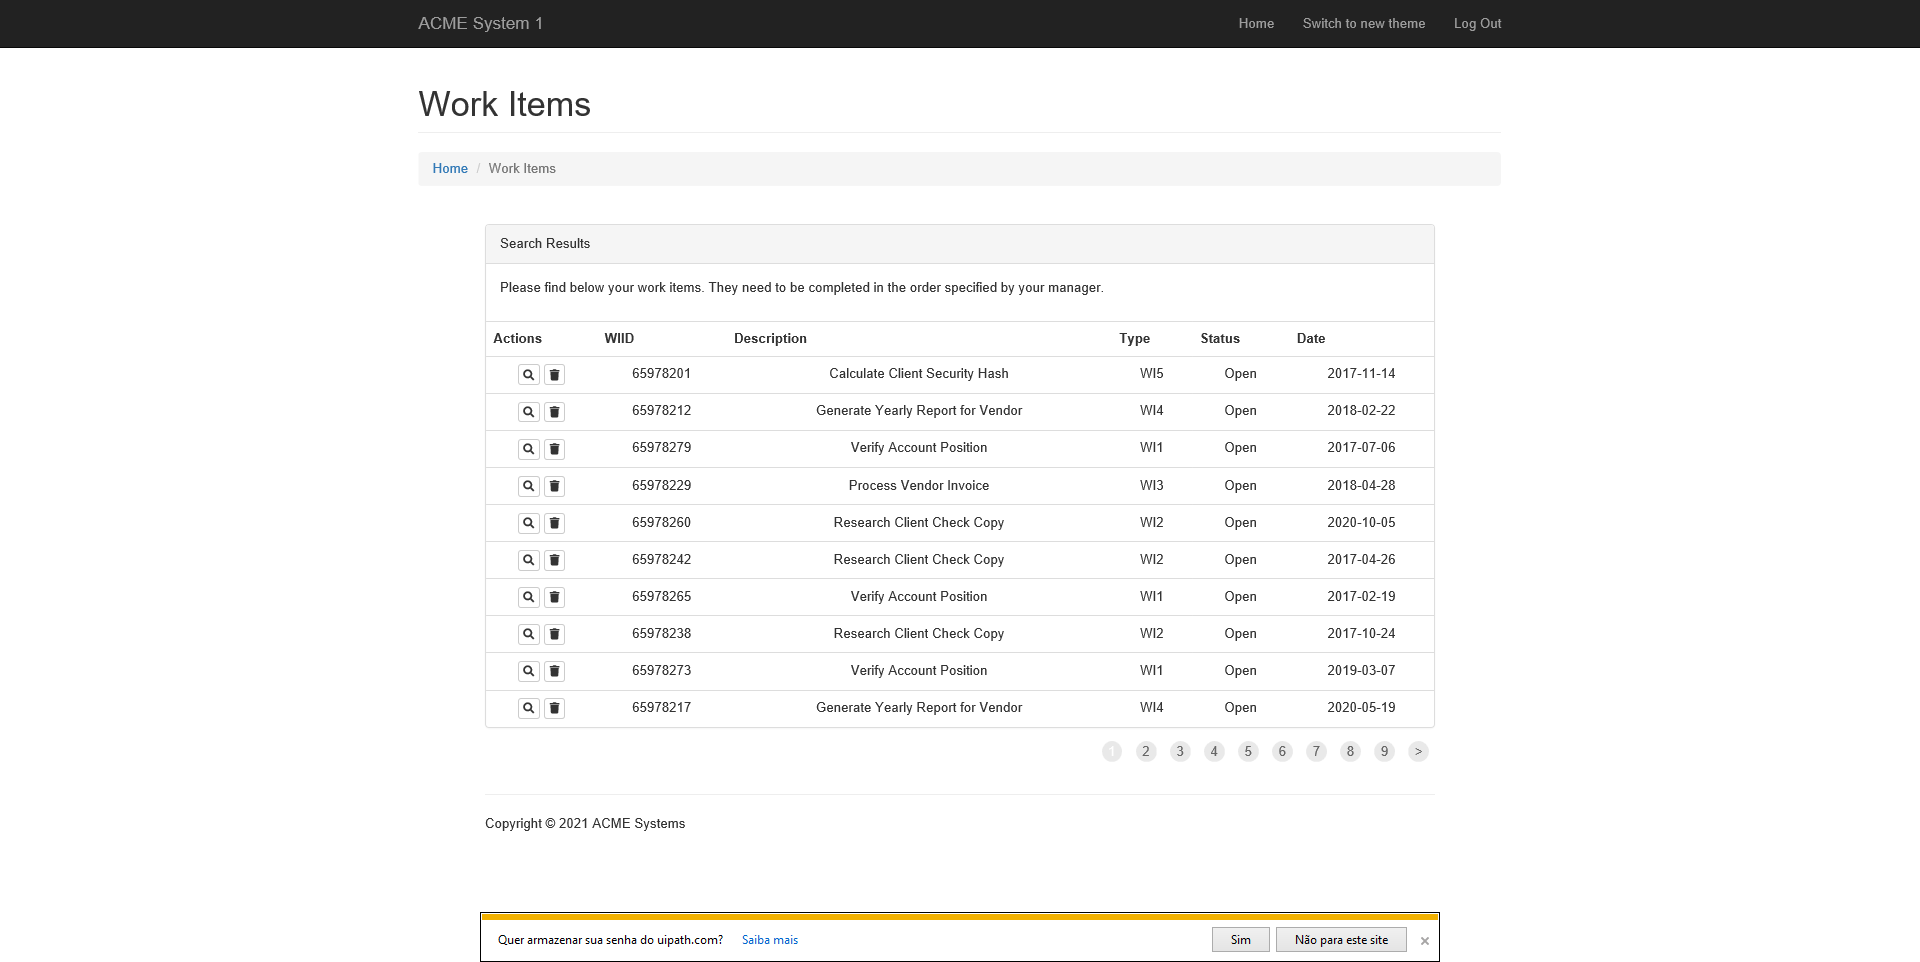 ACME System 1 Home Switch to new theme Log Out
Work Items
Home / Work Items
Search Results
Please find below your work items. They need to be completed in the order specified by your manager.
Actions WIID Description Type Status Date
65978201 Calculate Client Security Hash WI5 Open 2017-11-14
65978212 Generate Yearly Report for Vendor WI4 Open 2018-02-22
65978279 Verify Account Position WI1 Open 2017-07-06
65978229 Process Vendor Invoice WI3 Open 2018-04-28
65978260 Research Client Check Copy WI2 Open 2020-10-05
65978242 Research Client Check Copy WI2 Open 2017-04-26
65978265 Verify Account Position WI1 Open 2017-02-19
65978238 Research Client Check Copy WI2 Open 2017-10-24
65978273 Verify Account Position WI1 Open 2019-03-07
65978217 Generate Yearly Report for Vendor WI4 Open 2020-05-19
1 2 3 4 5 6 7 8 9 >
Copyright © 2021 ACME Systems
Quer armazenar sua senha do uipath.com? Saiba mais Sim Não para este site ×